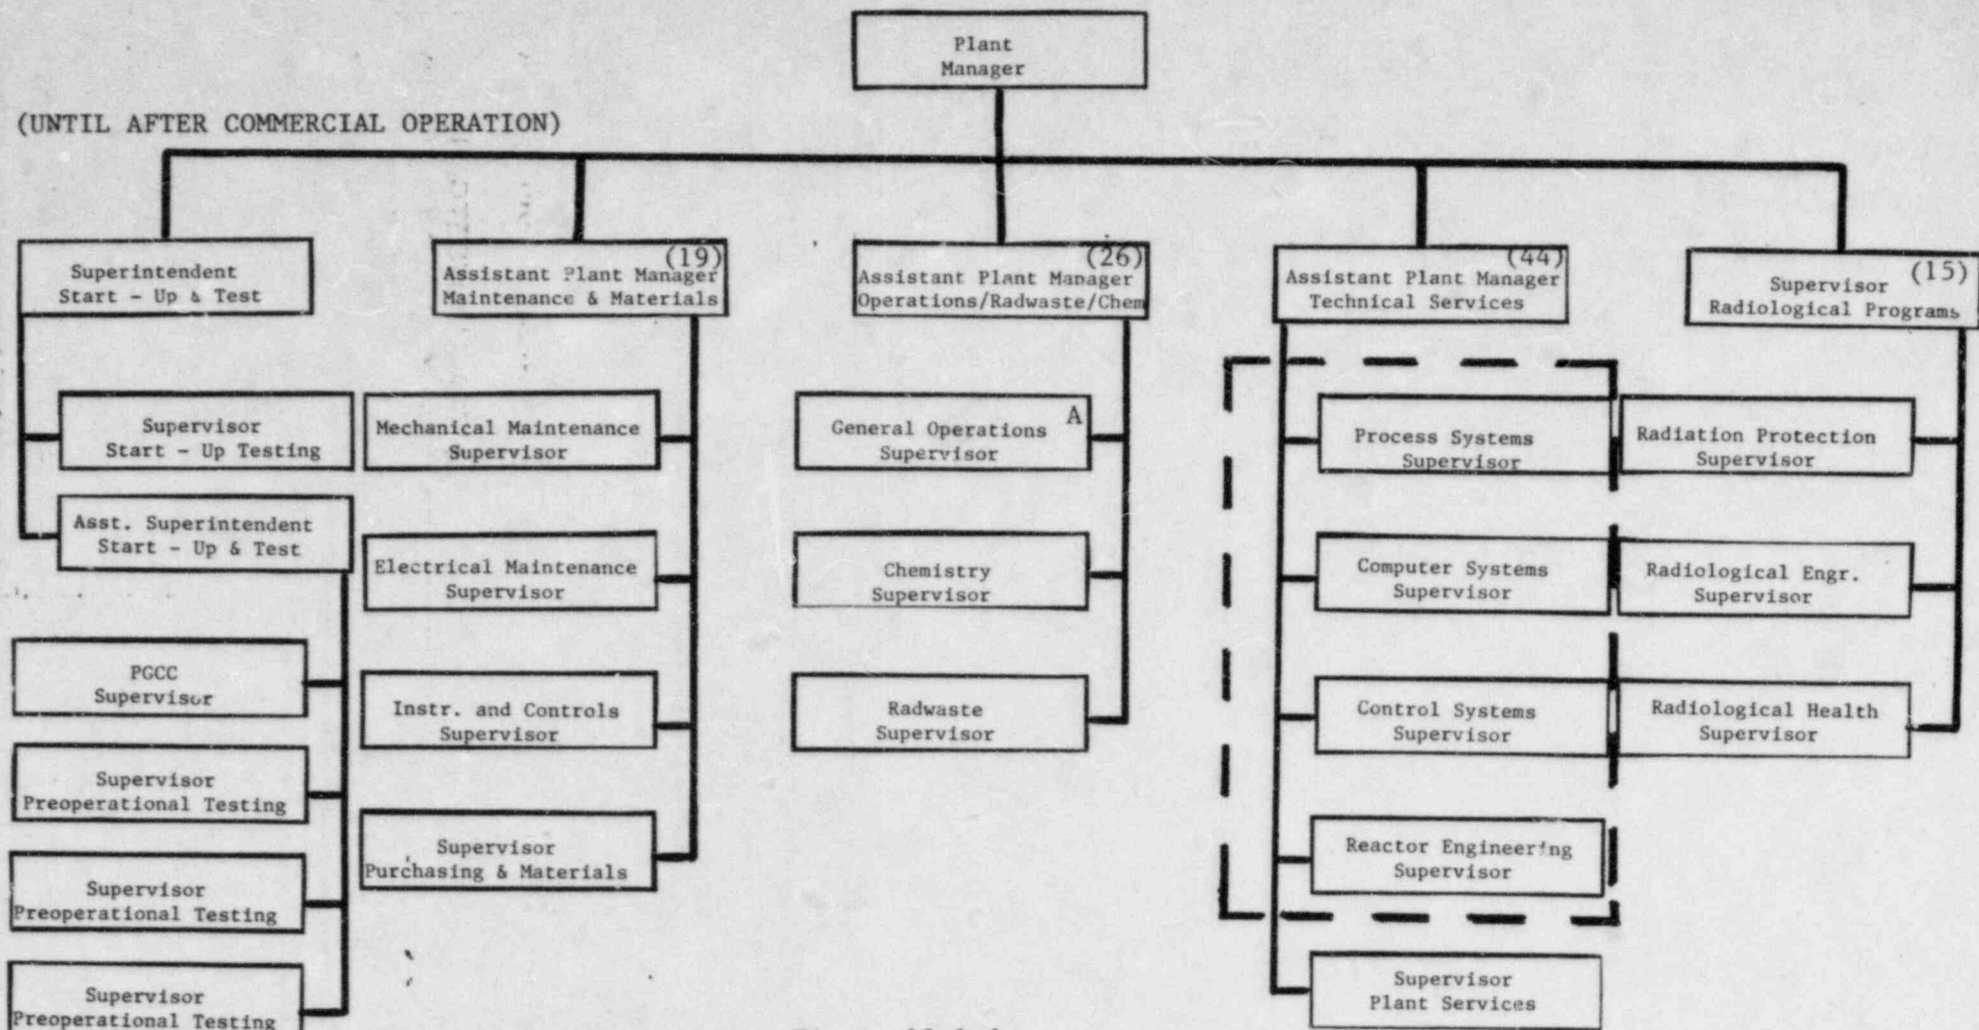 Plant
Manager
(UNTIL AFTER COMMERCIAL OPERATION)
Superintendent
Start - Up & Test
(19)
Assistant Plant Manager
Maintenance & Materials
(26)
Assistant Plant Manager
Operations/Radwaste/Chem
(44)
Assistant Plant Manager
Technical Services
(15)
Supervisor
Radiological Programs
Supervisor
Start - Up Testing
Asst. Superintendent
Start - Up & Test
PGCC
Supervisor
Supervisor
Preoperational Testing
Supervisor
Preoperational Testing
Supervisor
Preoperational Testing
Mechanical Maintenance
Supervisor
Electrical Maintenance
Supervisor
Instr. and Controls
Supervisor
Supervisor
Purchasing & Materials
A
General Operations
Supervisor
Chemistry
Supervisor
Radwaste
Supervisor
Process Systems
Supervisor
Computer Systems
Supervisor
Control Systems
Supervisor
Reactor Engineering
Supervisor
Supervisor
Plant Services
Radiation Protection
Supervisor
Radiological Engr.
Supervisor
Radiological Health
Supervisor